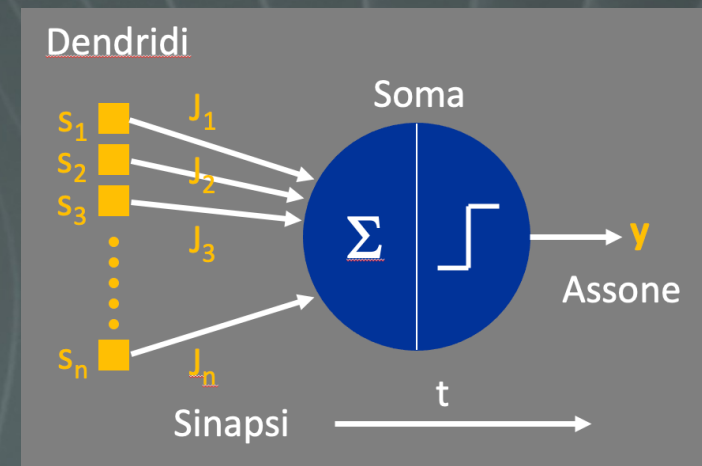 Dendridi
Soma
s₁ J₁
s₂ J₂
s₃ J₃
Σ
y
Assone
sₙ Jₙ
t
Sinapsi